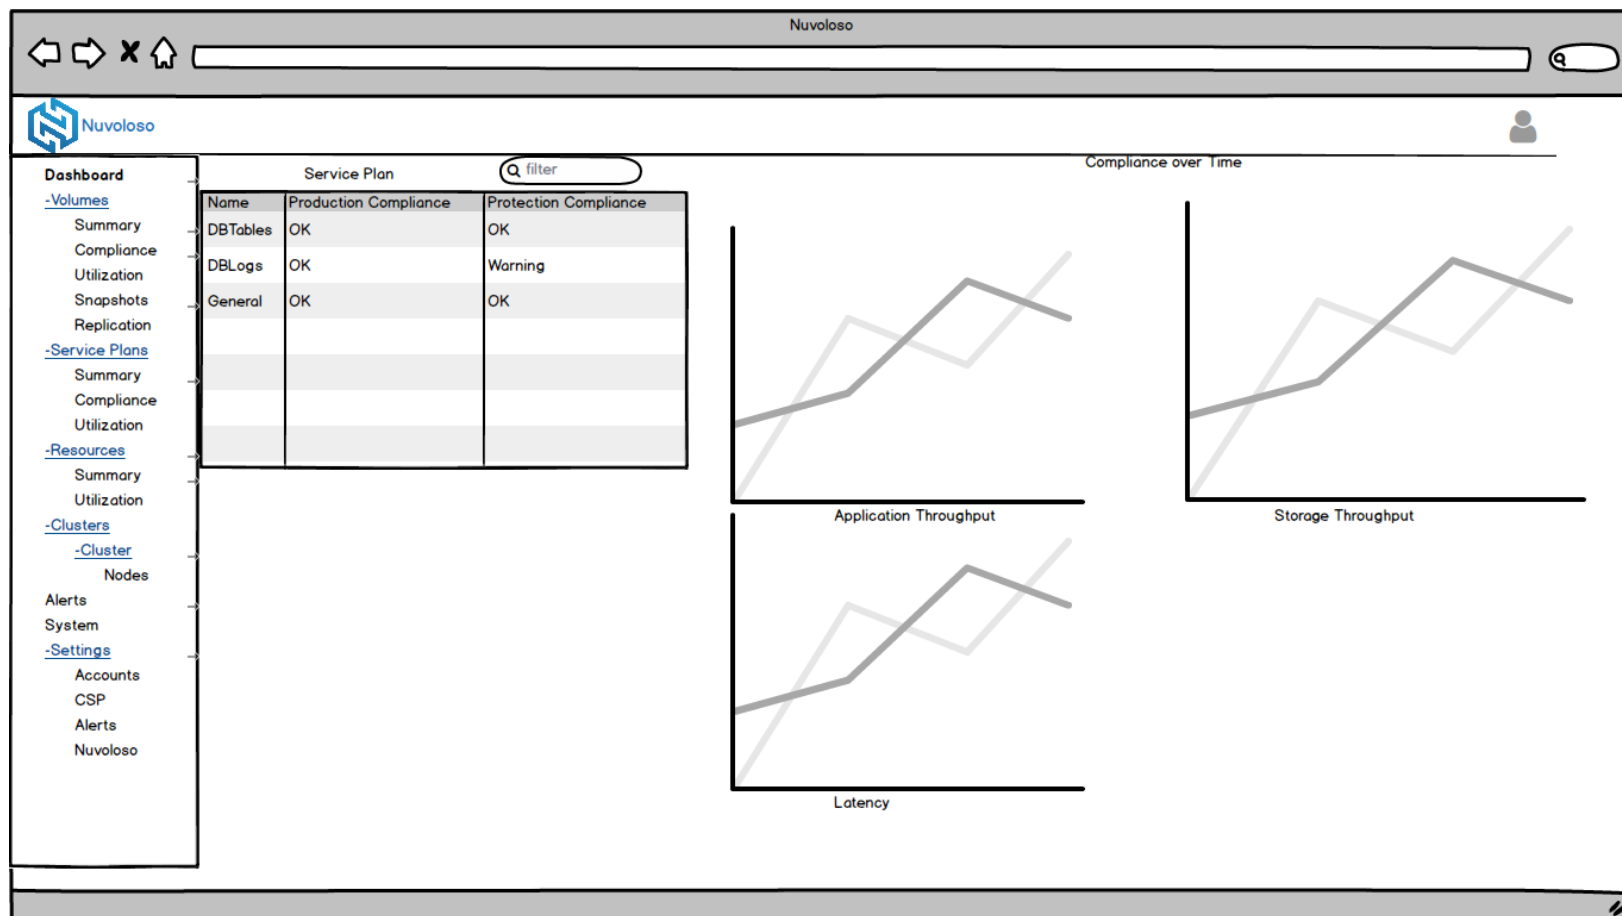 Nuvoloso
Nuvoloso
Dashboard
-Volumes
Summary
Compliance
Utilization
Snapshots
Replication
-Service Plans
Summary
Compliance
Utilization
-Resources
Summary
Utilization
-Clusters
-Cluster
Nodes
Alerts
System
-Settings
Accounts
CSP
Alerts
Nuvoloso
Service Plan
filter
Name Production Compliance Protection Compliance
DBTables OK OK
DBLogs OK Warning
General OK OK
Compliance over Time
Application Throughput
Storage Throughput
Latency